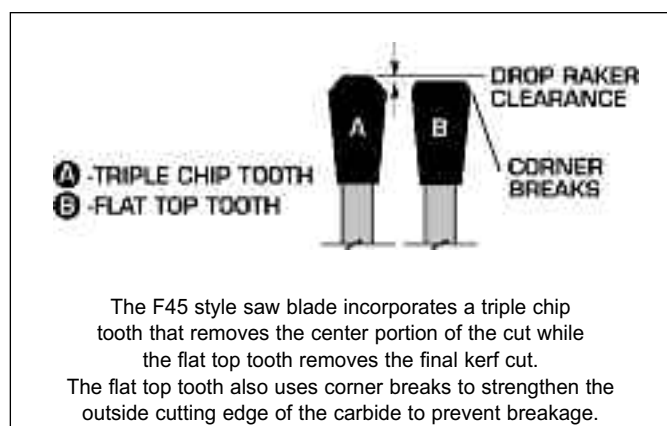 DROP RAKER
CLEARANCE
A B
A -TRIPLE CHIP TOOTH
B -FLAT TOP TOOTH
CORNER
BREAKS
The F45 style saw blade incorporates a triple chip
tooth that removes the center portion of the cut while
the flat top tooth removes the final kerf cut.
The flat top tooth also uses corner breaks to strengthen the
outside cutting edge of the carbide to prevent breakage.